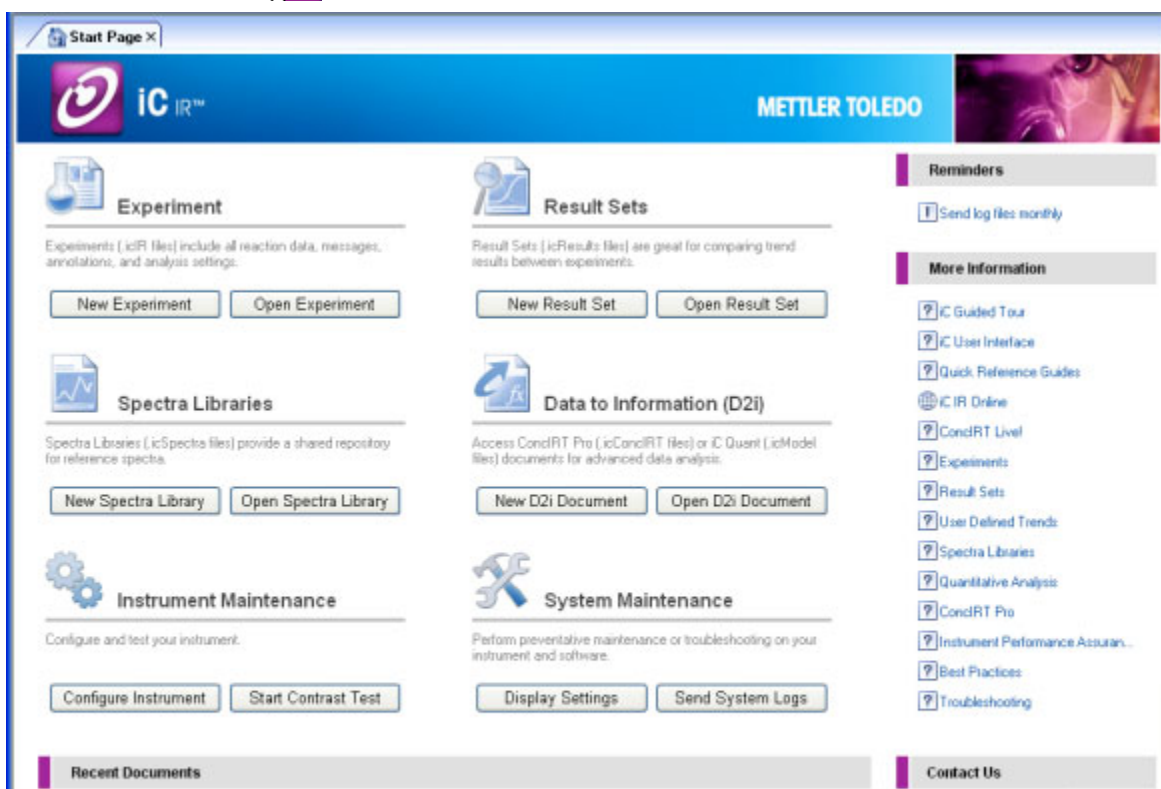 Start Page ×
iC IR™
METTLER TOLEDO
Experiment
Experiments (.icIR files) include all reaction data, messages,
annotations, and analysis settings.
New Experiment
Open Experiment
Result Sets
Result Sets (.icResults files) are great for comparing trend
results between experiments.
New Result Set
Open Result Set
Spectra Libraries
Spectra Libraries (.icSpectra files) provide a shared repository
for reference spectra.
New Spectra Library
Open Spectra Library
Data to Information (D2i)
Access ConcIRT Pro (.icConcIRT files) or iC Quant (.icModel
files) documents for advanced data analysis.
New D2i Document
Open D2i Document
Instrument Maintenance
Configure and test your instrument.
Configure Instrument
Start Contrast Test
System Maintenance
Perform preventative maintenance or troubleshooting on your
instrument and software.
Display Settings
Send System Logs
Recent Documents
Reminders
! Send log files monthly
More Information
? iC Guided Tour
? iC User Interface
? Quick Reference Guides
iC IR Online
? ConcIRT Live!
? Experiments
? Result Sets
? User Defined Trends
? Spectra Libraries
? Quantitative Analysis
? ConcIRT Pro
? Instrument Performance Assuran...
? Best Practices
? Troubleshooting
Contact Us